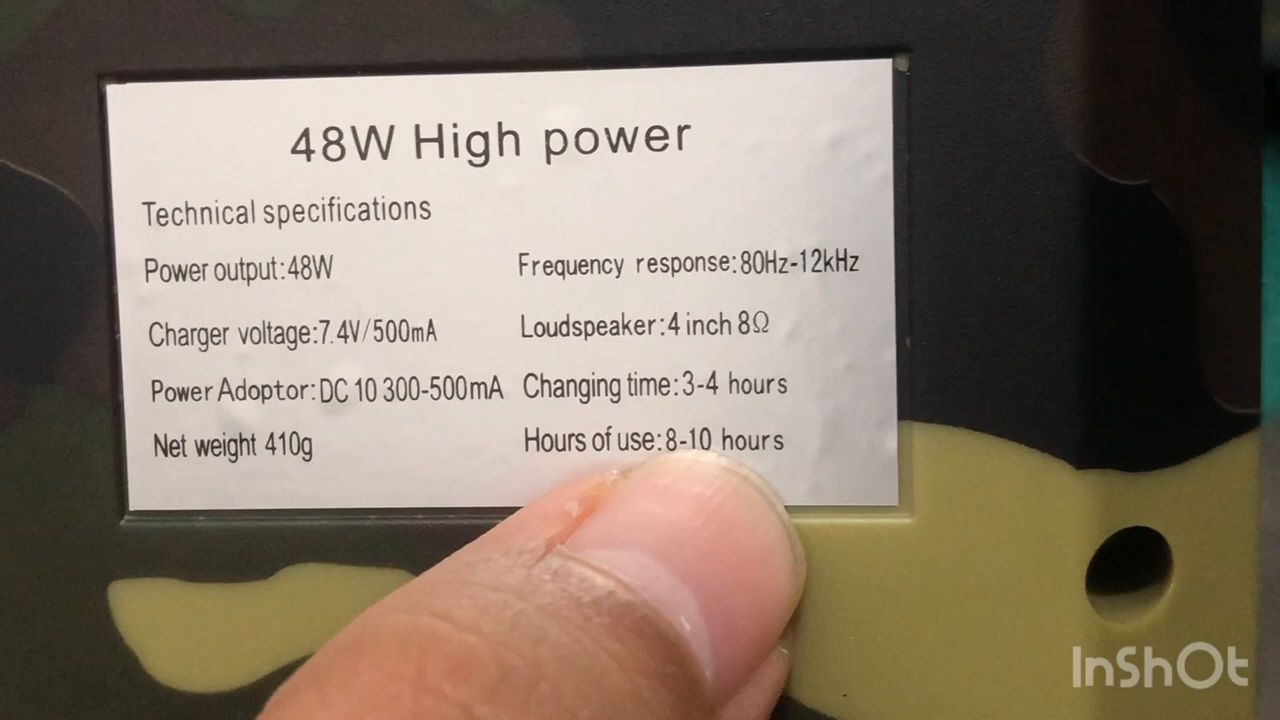 48W High power
Technical specifications
Power output:48W
Frequency response:80Hz-12kHz
Charger voltage:7.4V/500mA
Loudspeaker:4 inch 8Ω
Power Adoptor:DC 10 300-500mA
Changing time:3-4 hours
Net weight 410g
Hours of use:8-10 hours
InShOt